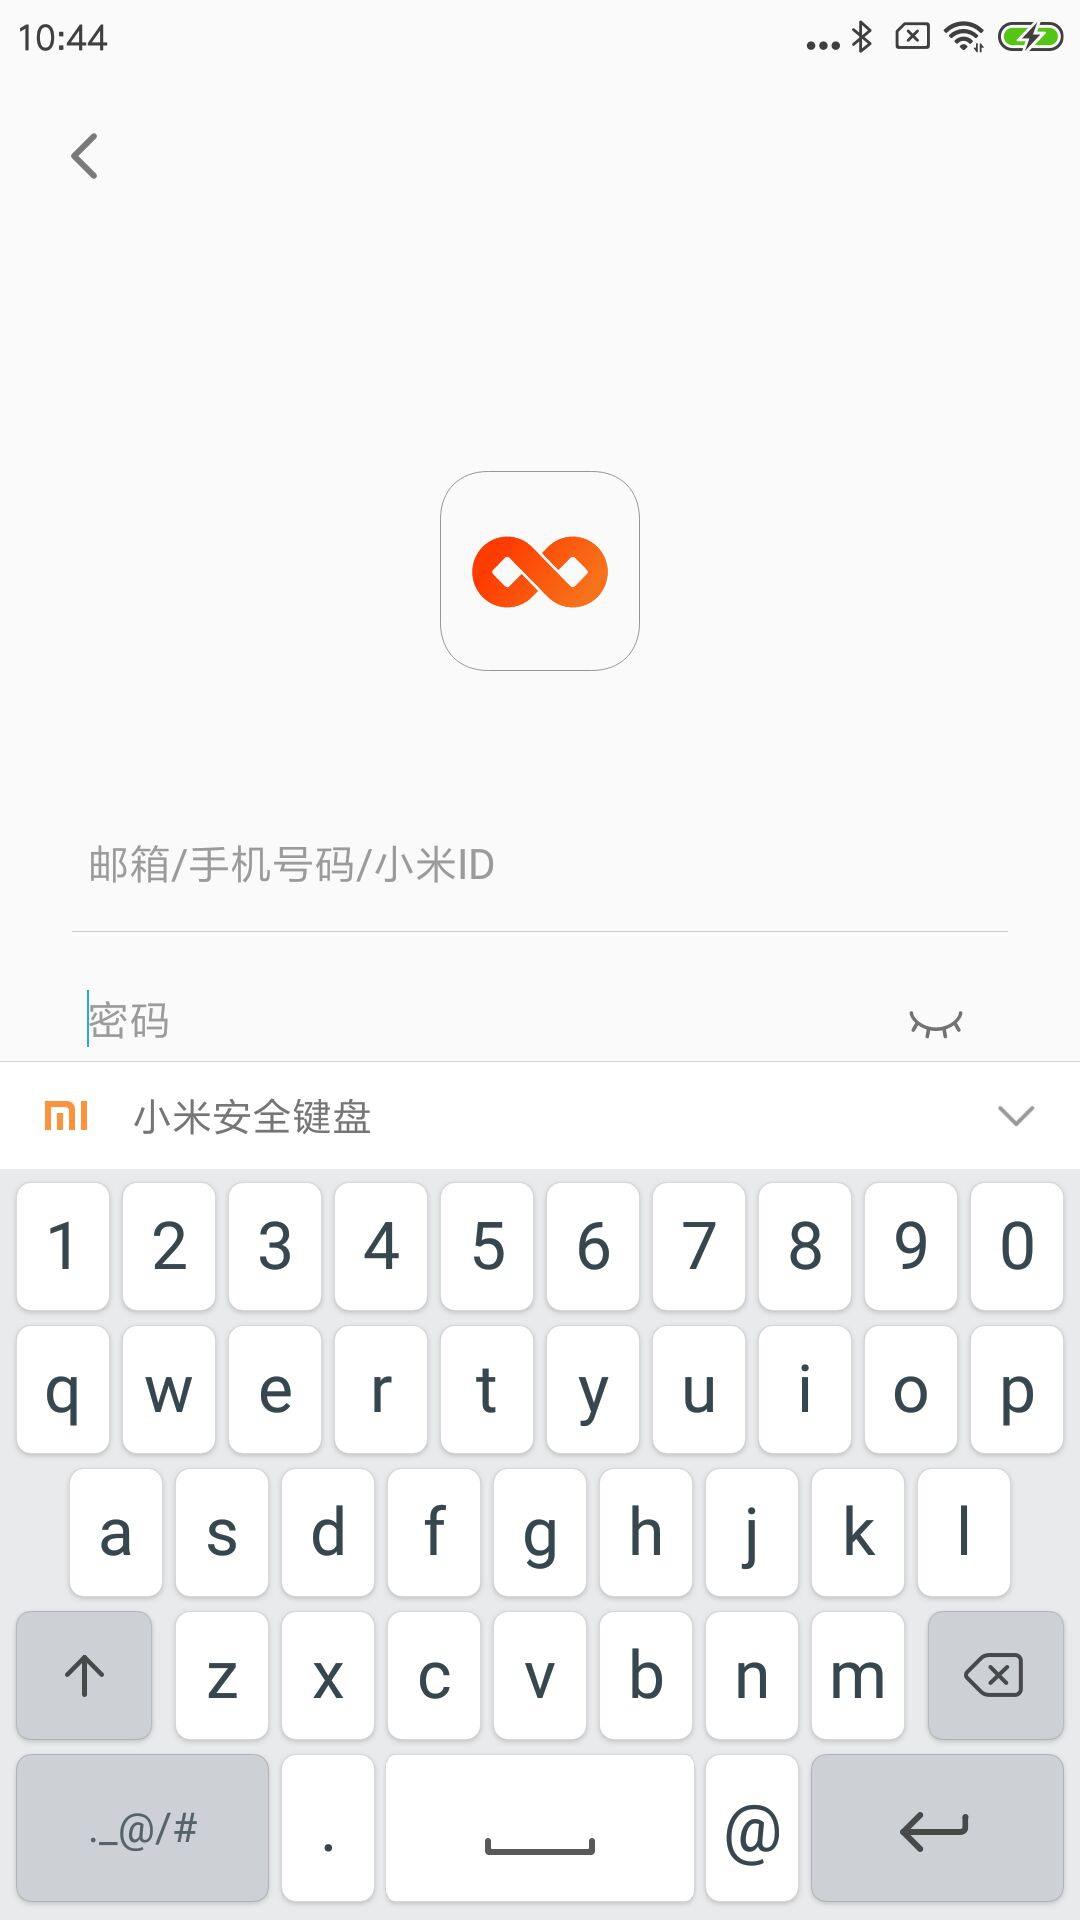 10:44
邮箱/手机号码/小米ID
密码
小米安全键盘
1 2 3 4 5 6 7 8 9 0
q w e r t y u i o p
a s d f g h j k l
z x c v b n m
._@/# . @